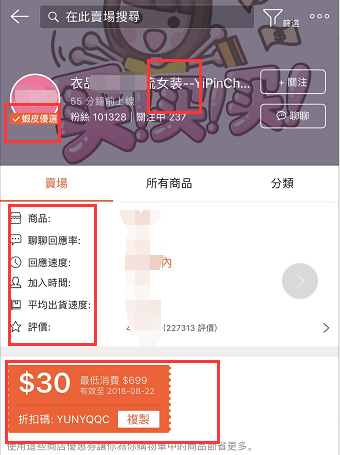 在此賣場搜尋
篩選
衣品 流女装--YiPinCh...
55 分鐘前上線
+ 關注
蝦皮優選
粉絲 101328 | 關注中 237
聊聊
賣場 所有商品 分類
商品:
聊聊回應率:
回應速度: 內
加入時間:
平均出貨速度:
評價: (227313 評價)
$30
最低消費 $699
有效至 2018-08-22
折扣碼: YUNYQQC 複製
使用這些商店優惠券讓你為你購物車中的商品節省更多。